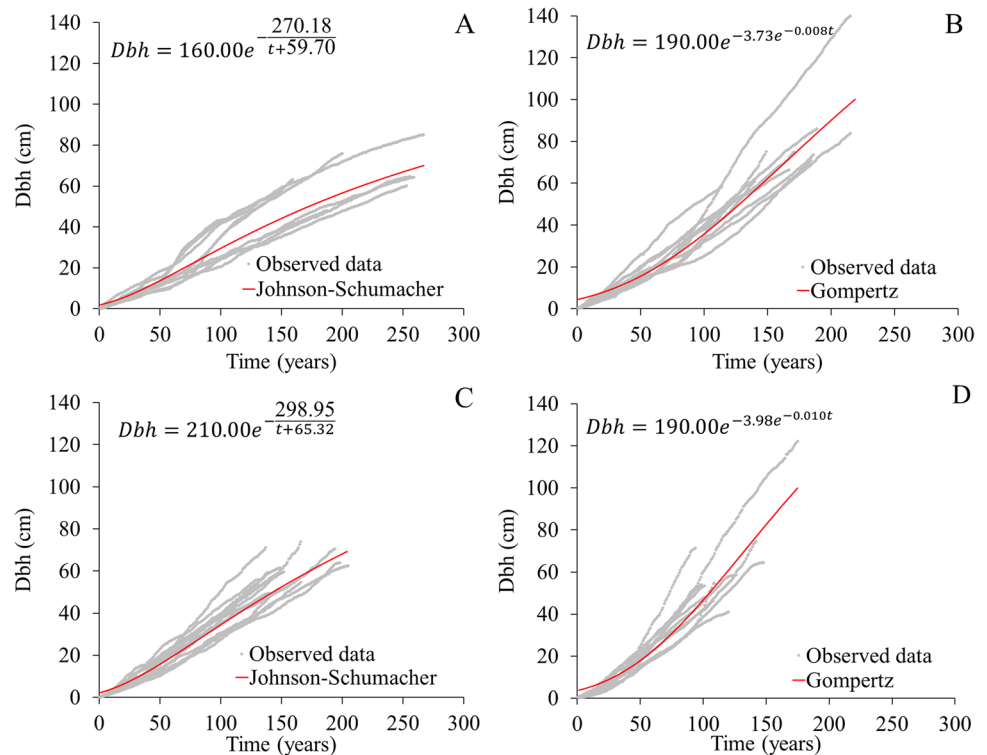 A
Dbh = 160.00e^{-\frac{270.18}{t+59.70}}
140
120
100
80
60
40
20
0
Dbh (cm)
Observed data
Johnson-Schumacher
0 50 100 150 200 250 300
Time (years)
B
Dbh = 190.00e^{-3.73e^{-0.008t}}
140
120
100
80
60
40
20
0
Dbh (cm)
Observed data
Gompertz
0 50 100 150 200 250 300
Time (years)
C
Dbh = 210.00e^{-\frac{298.95}{t+65.32}}
140
120
100
80
60
40
20
0
Dbh (cm)
Observed data
Johnson-Schumacher
0 50 100 150 200 250 300
Time (years)
D
Dbh = 190.00e^{-3.98e^{-0.010t}}
140
120
100
80
60
40
20
0
Dbh (cm)
Observed data
Gompertz
0 50 100 150 200 250 300
Time (years)